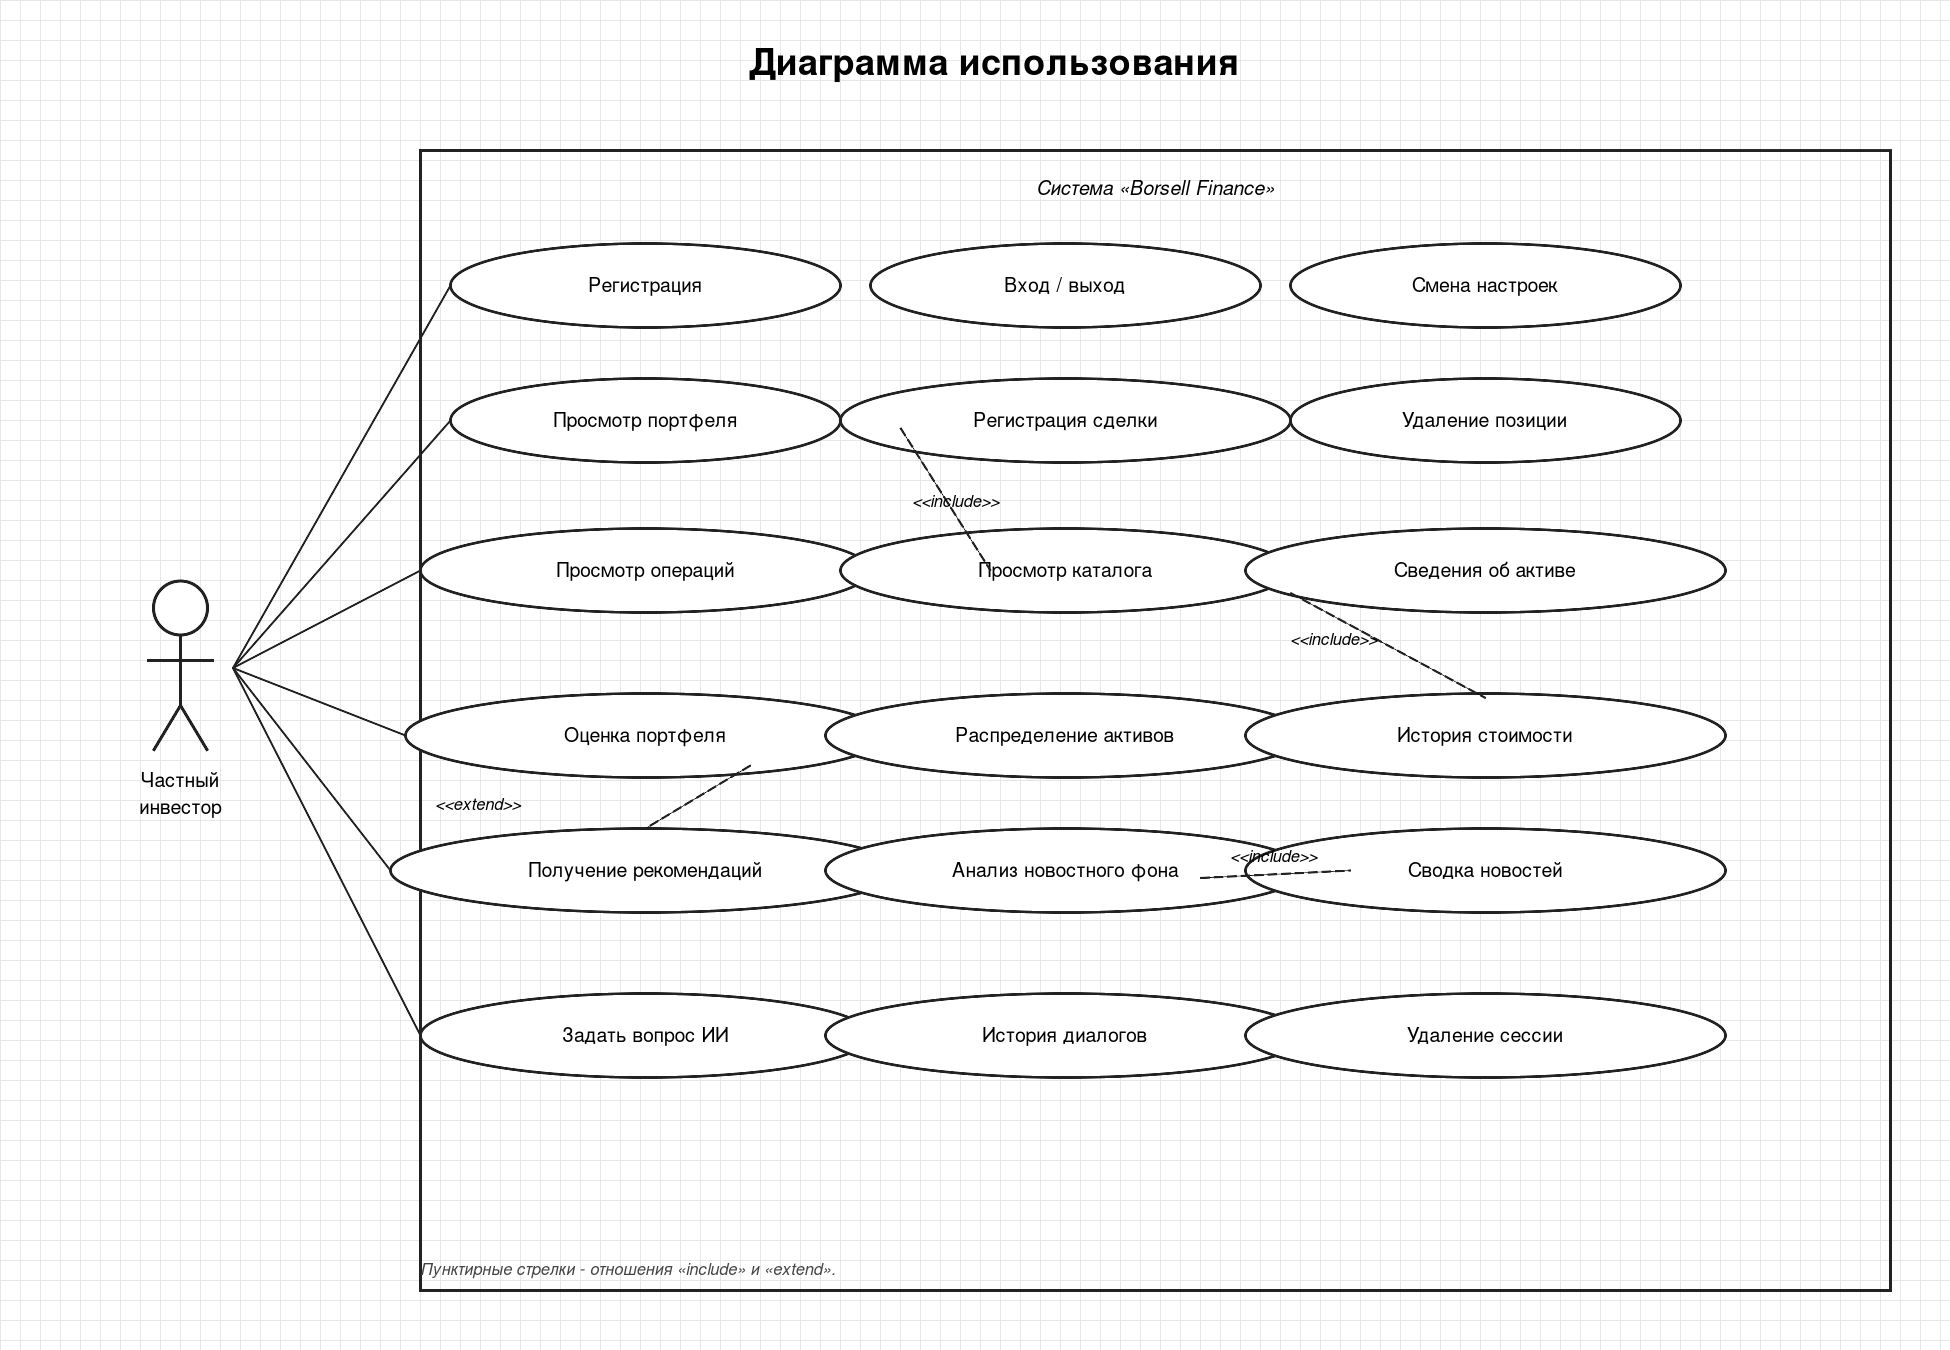 Диаграмма использования
Система «Borsell Finance»
Регистрация
Вход / выход
Смена настроек
Просмотр портфеля
Регистрация сделки
Удаление позиции
<<include>>
Просмотр операций
Просмотр каталога
Сведения об активе
<<include>>
Оценка портфеля
Распределение активов
История стоимости
Частный
инвестор
<<extend>>
<<include>>
Получение рекомендаций
Анализ новостного фона
Сводка новостей
Задать вопрос ИИ
История диалогов
Удаление сессии
Пунктирные стрелки - отношения «include» и «extend».